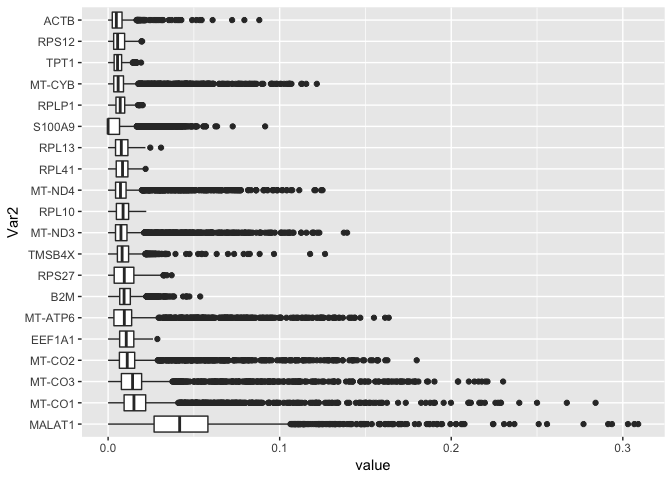 ACTB
RPS12
TPT1
MT-CYB
RPLP1
S100A9
RPL13
RPL41
MT-ND4
RPL10
MT-ND3
TMSB4X
RPS27
B2M
MT-ATP6
EEF1A1
MT-CO2
MT-CO3
MT-CO1
MALAT1
Var2
0.0 0.1 0.2 0.3
value